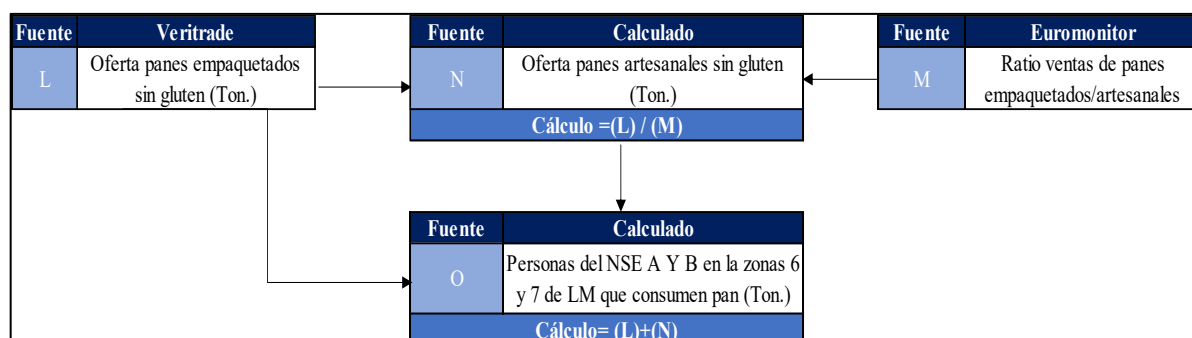 Fuente Veritrade
L Oferta panes empaquetados
sin gluten (Ton.)
Fuente Calculado
N Oferta panes artesanales sin gluten
(Ton.)
Cálculo =(L) / (M)
Fuente Euromonitor
M Ratio ventas de panes
empaquetados/artesanales
Fuente Calculado
O Personas del NSE A Y B en la zonas 6
y 7 de LM que consumen pan (Ton.)
Cálculo= (L)+(N)